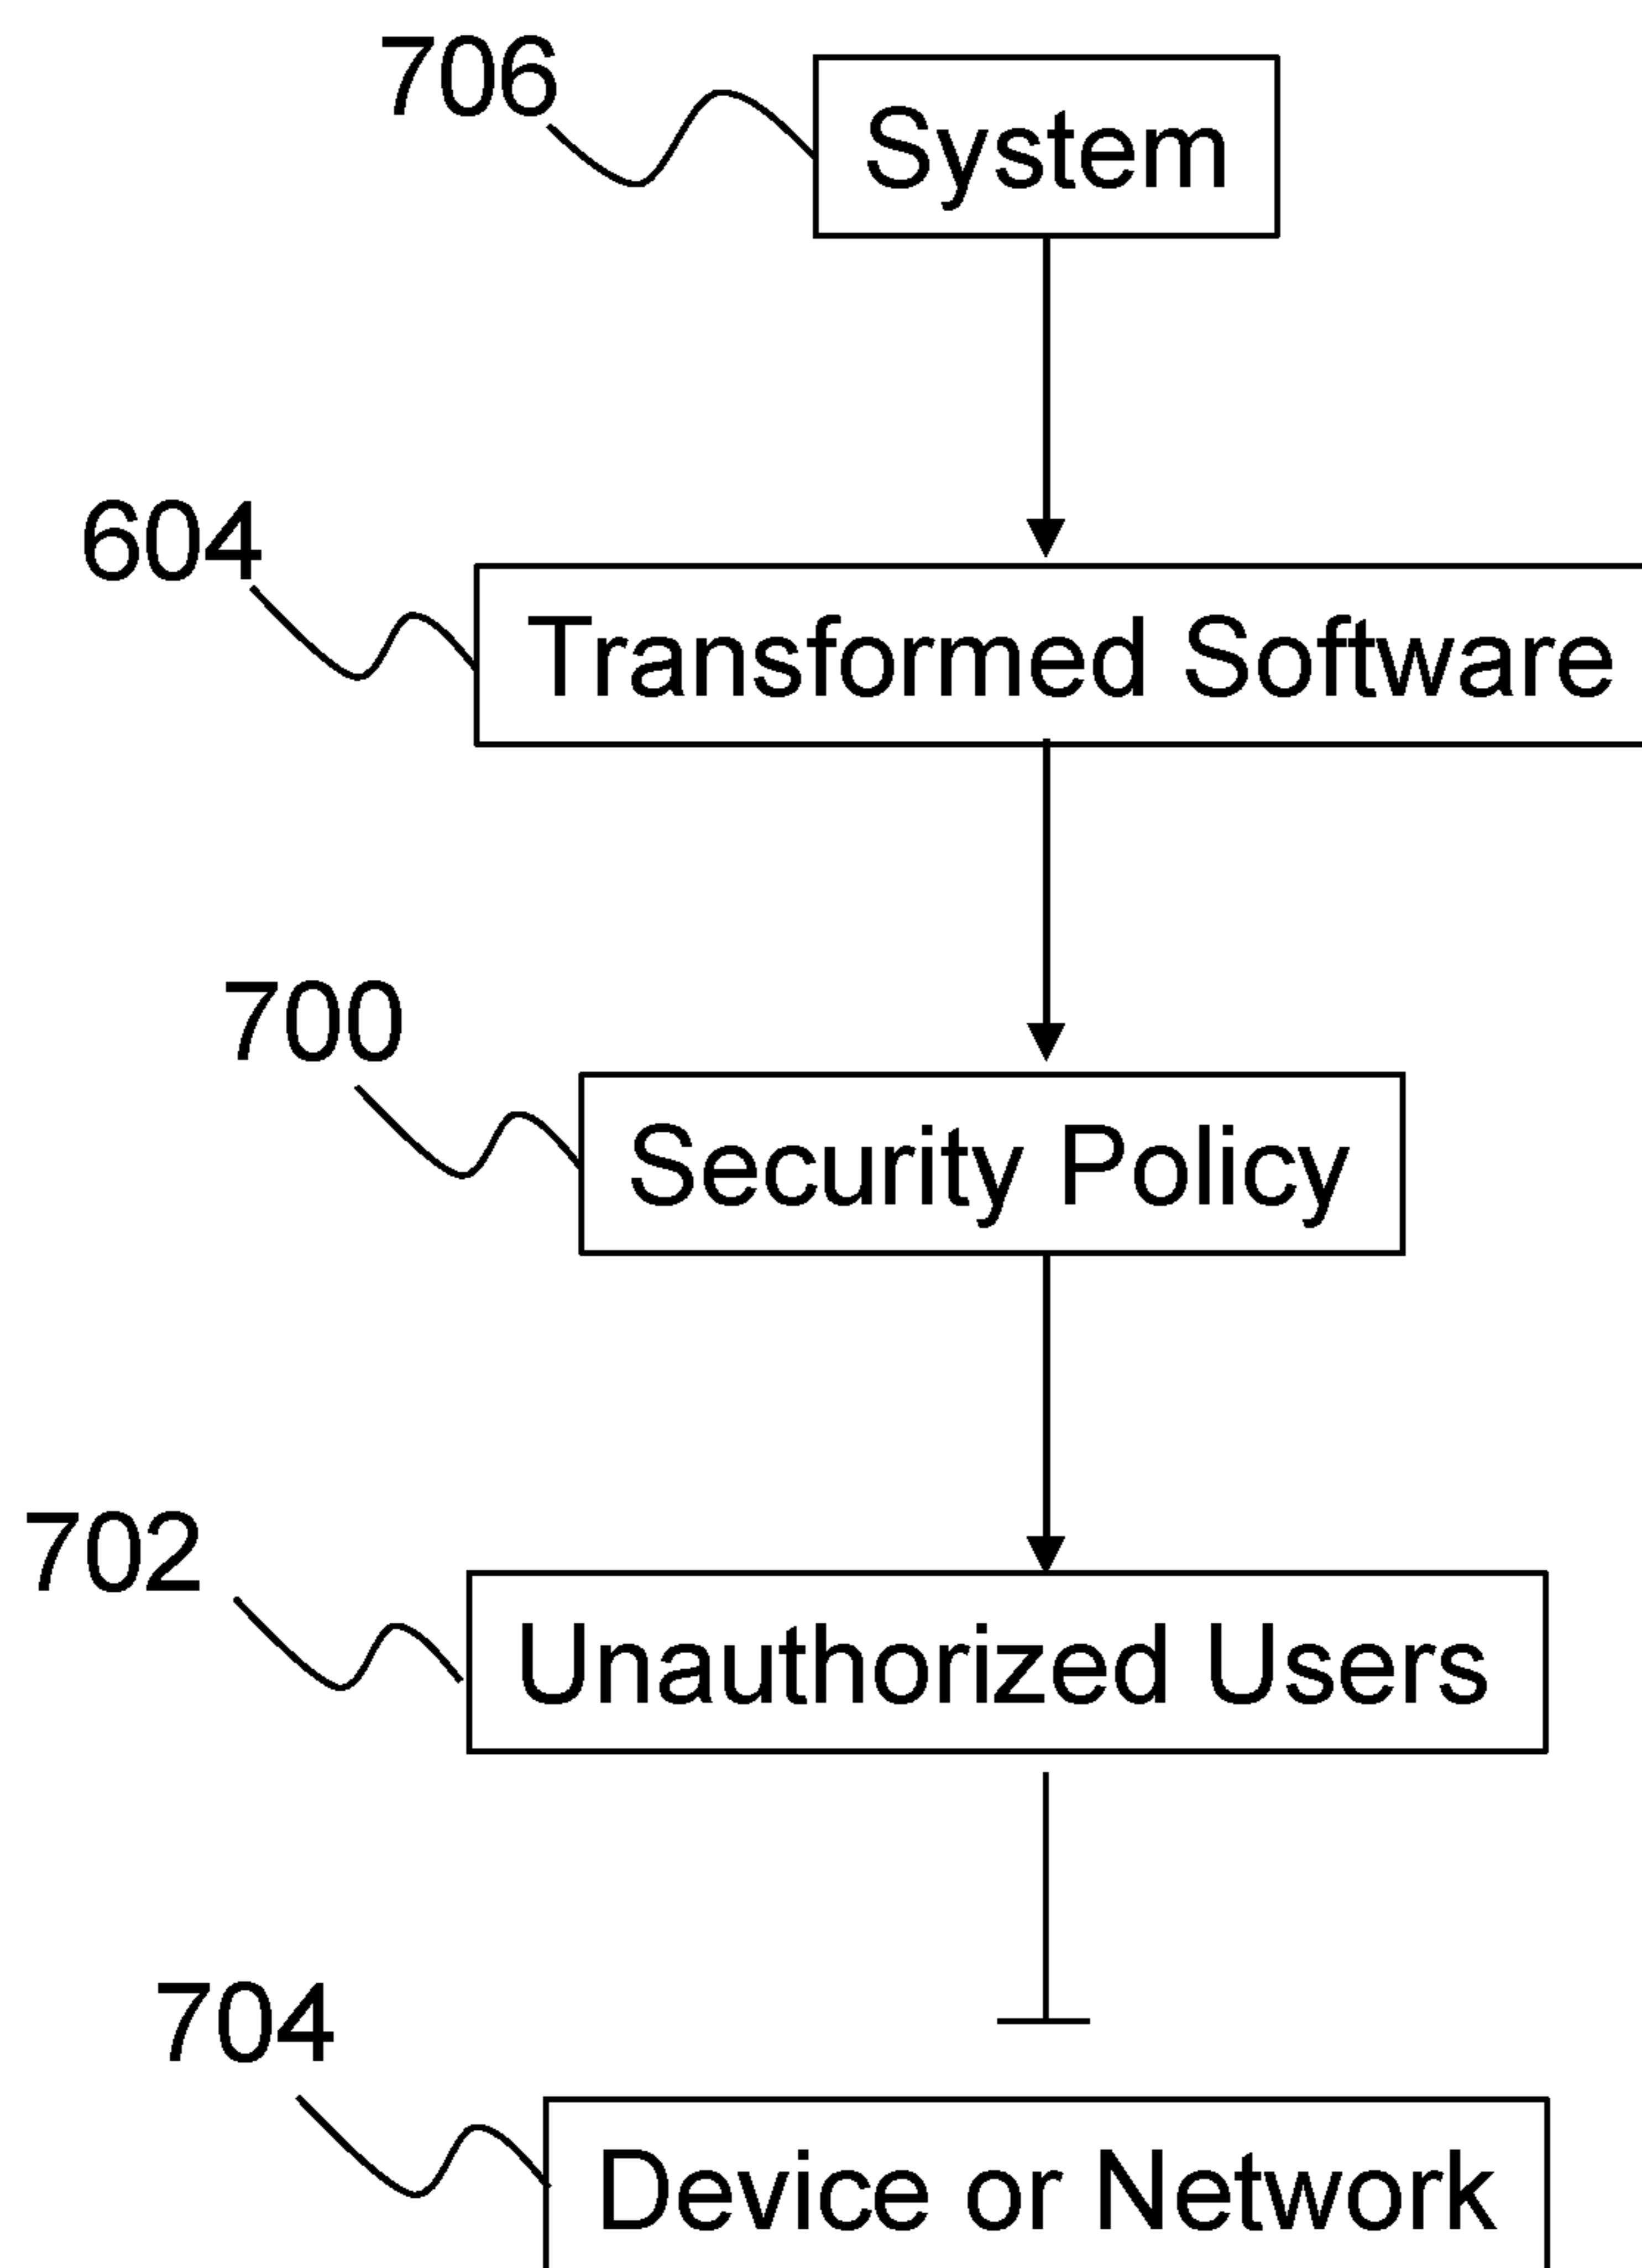 706
System
604
Transformed Software
700
Security Policy
702
Unauthorized Users
704
Device or Network